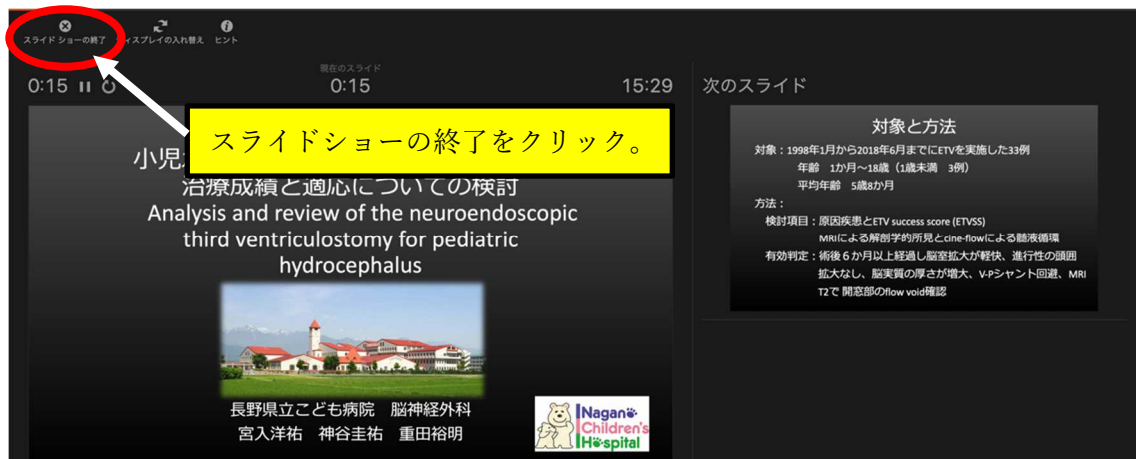 スライド ショーの終了
ィスプレイの入れ替え
ヒント
現在のスライド
0:15
0:15
15:29
次のスライド
スライドショーの終了をクリック。
小児
治療成績と適応についての検討
Analysis and review of the neuroendoscopic
third ventriculostomy for pediatric
hydrocephalus
長野県立こども病院 脳神経外科
宮入洋祐 神谷圭祐 重田裕明
Nagano
Children's
Hospital
対象と方法
対象：1998年1月から2018年6月までにETVを実施した33例
年齢 1か月～18歳（1歳未満 3例）
平均年齢 5歳8か月
方法：
検討項目：原因疾患とETV success score (ETVSS)
MRIによる解剖学的所見とcine-flowによる髄液循環
有効判定：術後６か月以上経過し脳室拡大が軽快、進行性の頭囲
拡大なし、脳実質の厚さが増大、V-Pシャント回避、MRI
T2で 開窓部のflow void確認